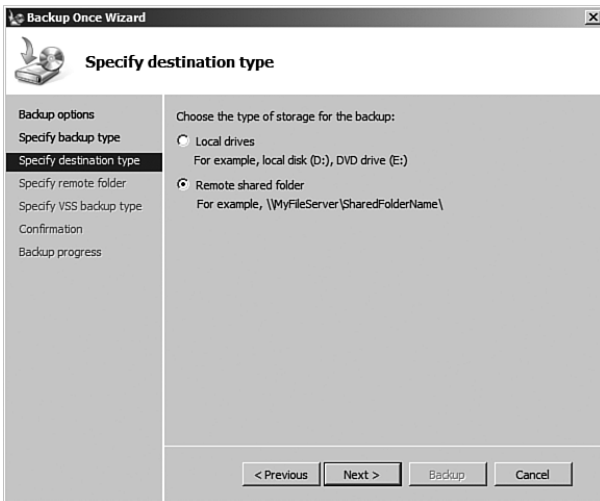 Backup Once Wizard
Specify destination type
Backup options
Specify backup type
Specify destination type
Specify remote folder
Specify VSS backup type
Confirmation
Backup progress
Choose the type of storage for the backup:
Local drives
For example, local disk (D:), DVD drive (E:)
Remote shared folder
For example, \\MyFileServer\SharedFolderName\
< Previous
Next >
Backup
Cancel